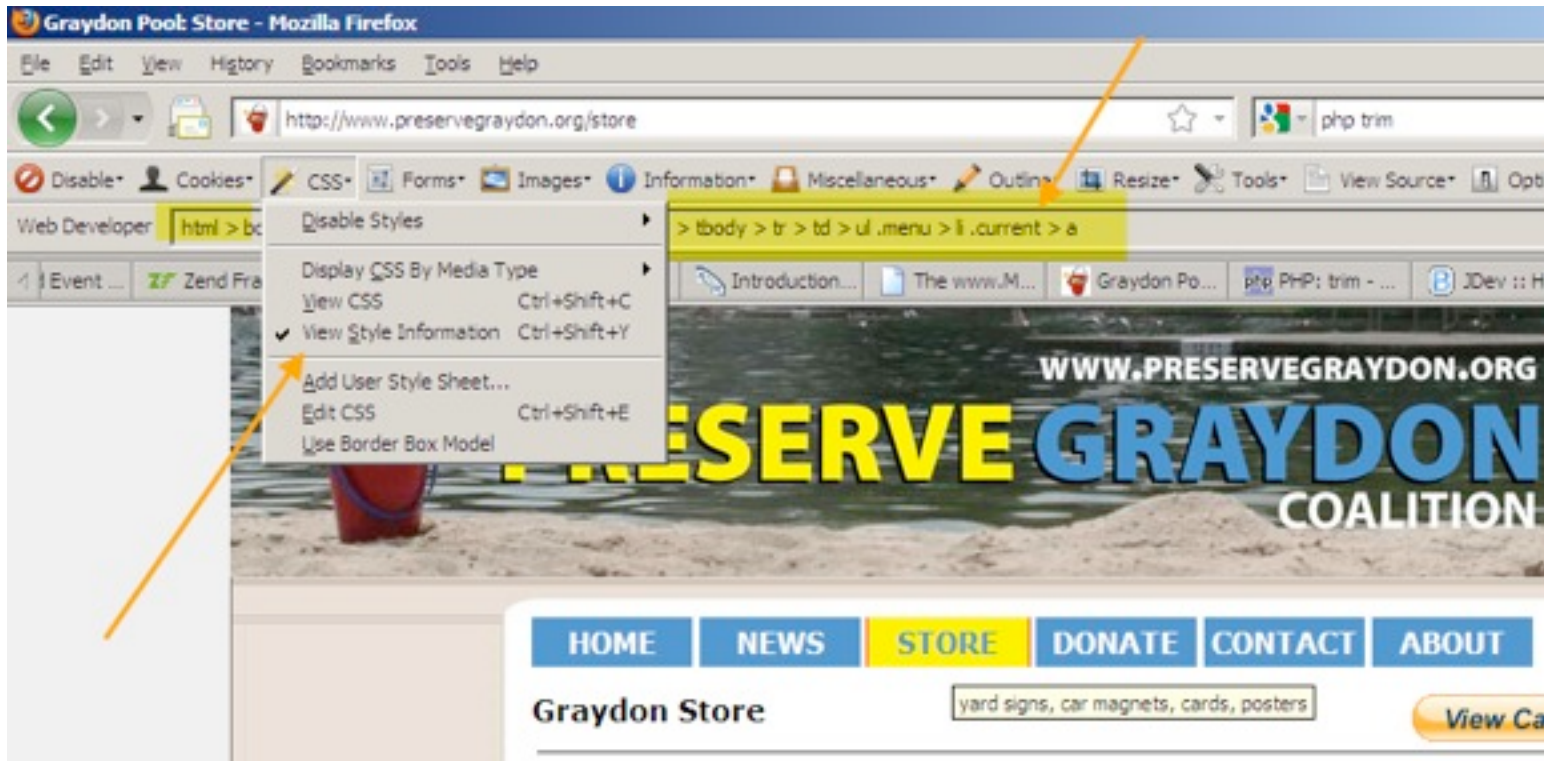 Graydon Pool: Store - Mozilla Firefox
File Edit View History Bookmarks Tools Help
http://www.preservegraydon.org/store
php trim
Disable Cookies CSS Forms Images Information Miscellaneous Outline Resize Tools View Source Opti
Web Developer html > bo > tbody > tr > td > ul .menu > li .current > a
Event ... Zend Fra Introduction... The www.M... Graydon Po... php PHP: trim - ... JDev :: H
Disable Styles
Display CSS By Media Type
View CSS Ctrl+Shift+C
View Style Information Ctrl+Shift+Y
Add User Style Sheet...
Edit CSS Ctrl+Shift+E
Use Border Box Model
WWW.PRESERVEGRAYDON.ORG
PRESERVE GRAYDON
COALITION
HOME NEWS STORE DONATE CONTACT ABOUT
Graydon Store
yard signs, car magnets, cards, posters
View Ca